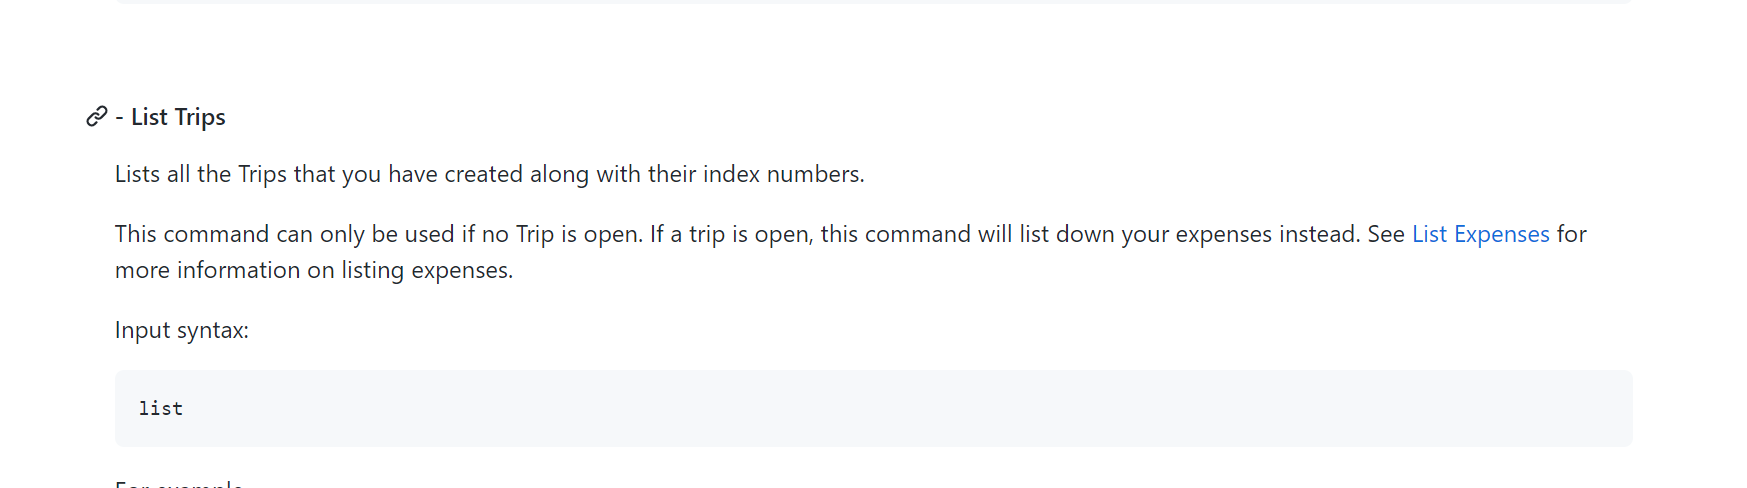 - List Trips
Lists all the Trips that you have created along with their index numbers.
This command can only be used if no Trip is open. If a trip is open, this command will list down your expenses instead. See List Expenses for
more information on listing expenses.
Input syntax:
list
For example